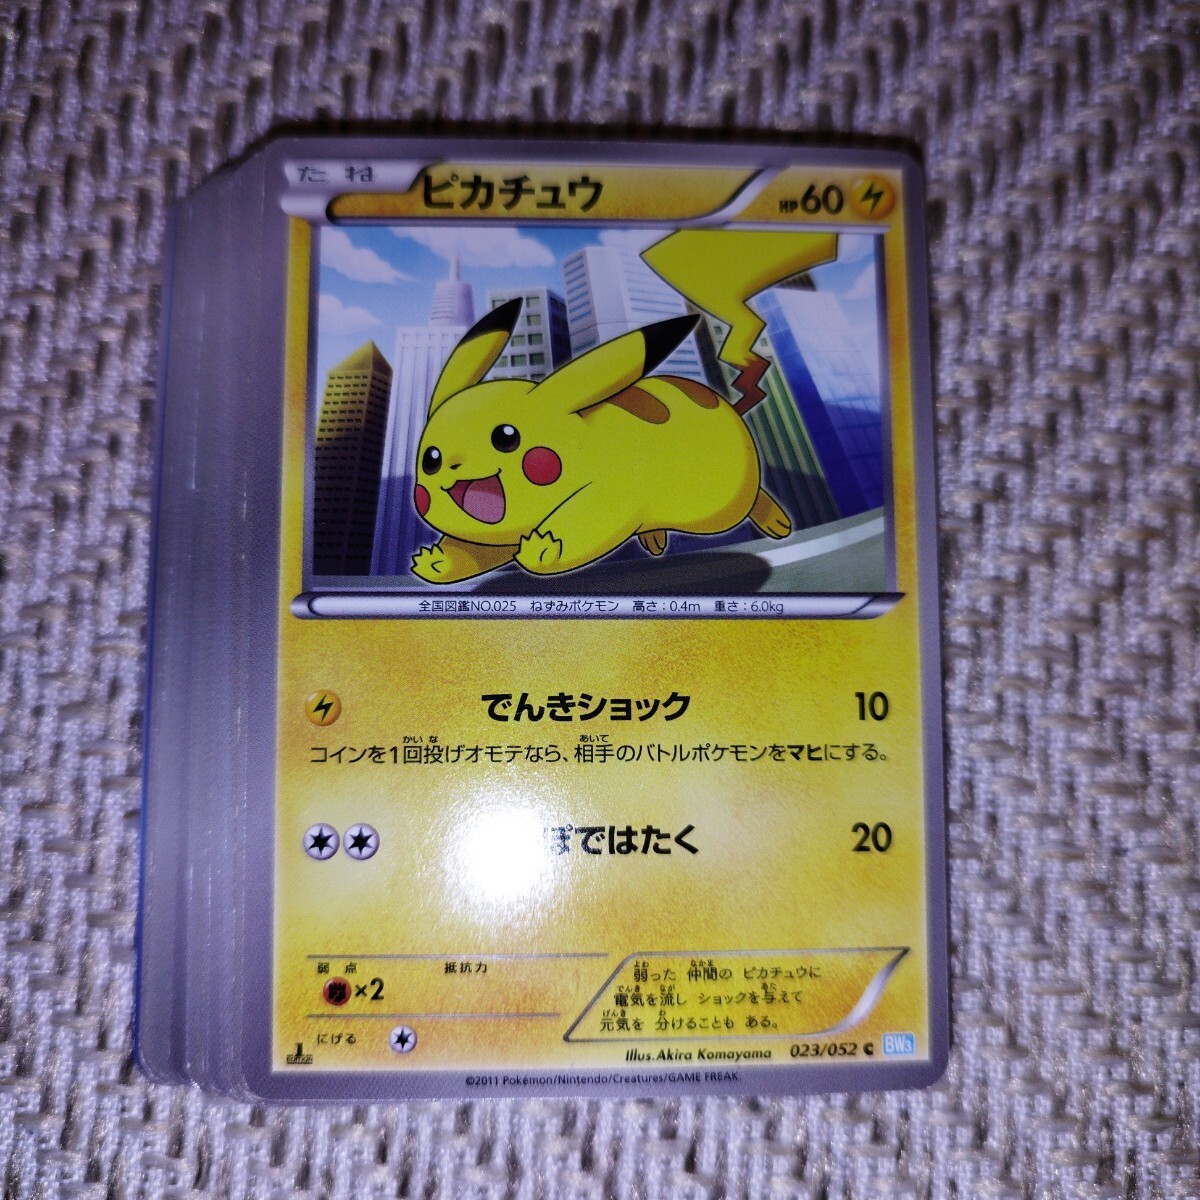 たね ピカチュウ HP60
全国図鑑NO.025 ねずみポケモン 高さ：0.4m 重さ：6.0kg
でんきショック 10
コインを1回投げオモテなら、相手のバトルポケモンをマヒにする。
ぽではたく 20
弱点 抵抗力
×2
にげる
弱った 仲間の ピカチュウに
電気を流し ショックを与えて
元気を 分けることも ある。
Illus.Akira Komayama 023/052 C BW3
1 EDITION
©2011 Pokémon/Nintendo/Creatures/GAME FREAK